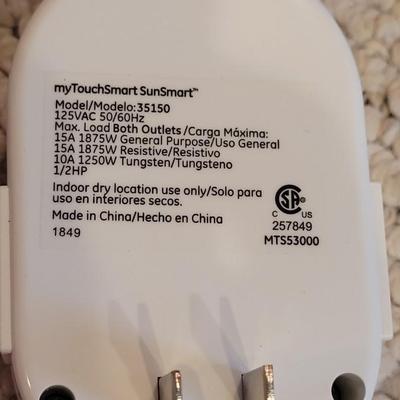 myTouchSmart SunSmart™
Model/Modelo:35150
125VAC 50/60Hz
Max. Load Both Outlets/Carga Máxima:
15A 1875W General Purpose/Uso General
15A 1875W Resistive/Resistivo
10A 1250W Tungsten/Tungsteno
1/2HP
Indoor dry location use only/Solo para
uso en interiores secos.
Made in China/Hecho en China
1849
CSA
C US
257849
MTS53000